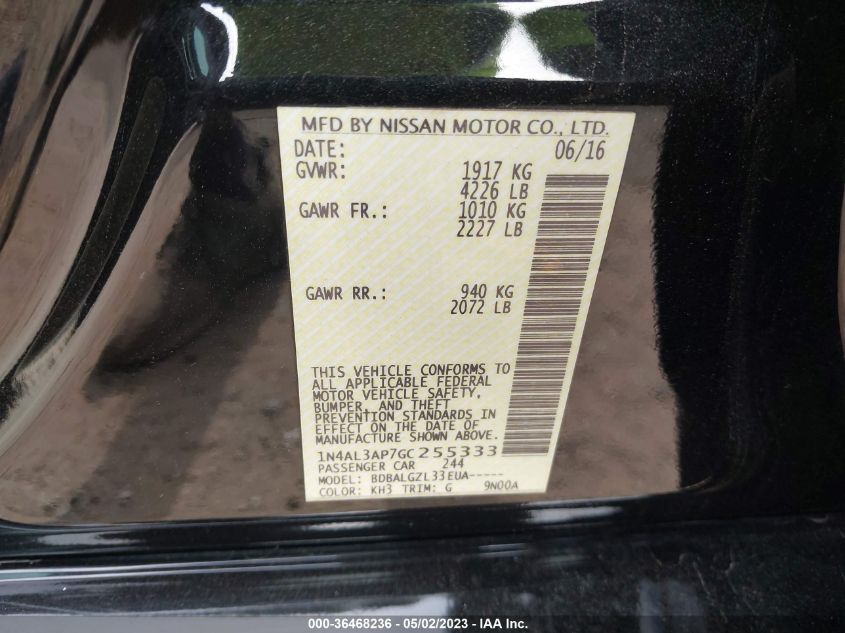 MFD BY NISSAN MOTOR CO., LTD.
DATE: 06/16
GVWR: 1917 KG
4226 LB
GAWR FR.: 1010 KG
2227 LB
GAWR RR.: 940 KG
2072 LB
THIS VEHICLE CONFORMS TO
ALL APPLICABLE FEDERAL
MOTOR VEHICLE SAFETY,
BUMPER, AND THEFT
PREVENTION STANDARDS IN
EFFECT ON THE DATE OF
MANUFACTURE SHOWN ABOVE.
1N4AL3AP7GC255333
PASSENGER CAR 244
MODEL: BDBALGZL33EUA-----
COLOR: KH3 TRIM: G 9N00A
000-36468236 - 05/02/2023 - IAA Inc.